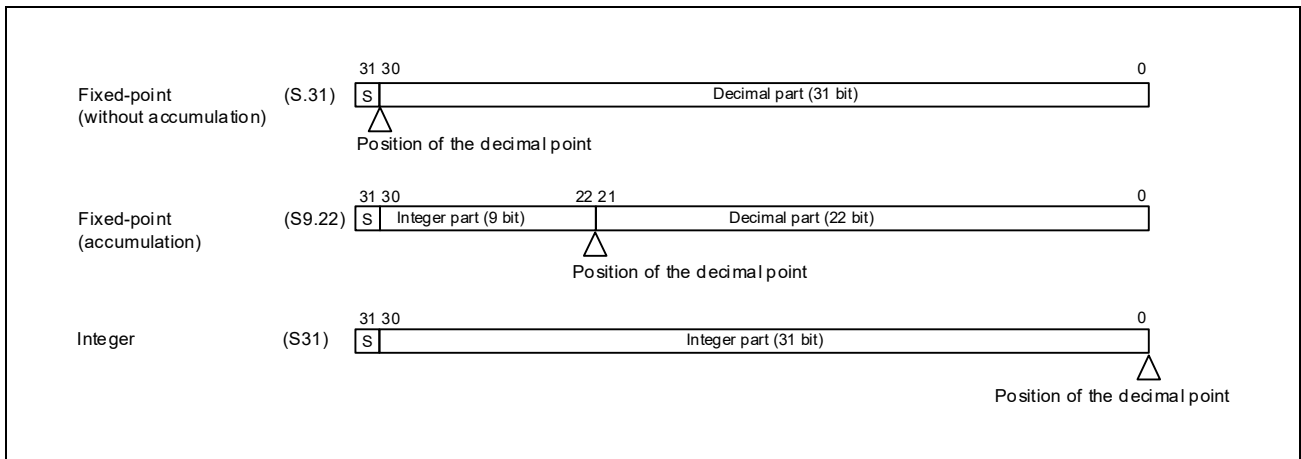 31 30 0
Fixed-point (S.31) S Decimal part (31 bit)
(without accumulation)
Position of the decimal point
31 30 22 21 0
Fixed-point (S9.22) S Integer part (9 bit) Decimal part (22 bit)
(accumulation)
Position of the decimal point
31 30 0
Integer (S31) S Integer part (31 bit)
Position of the decimal point